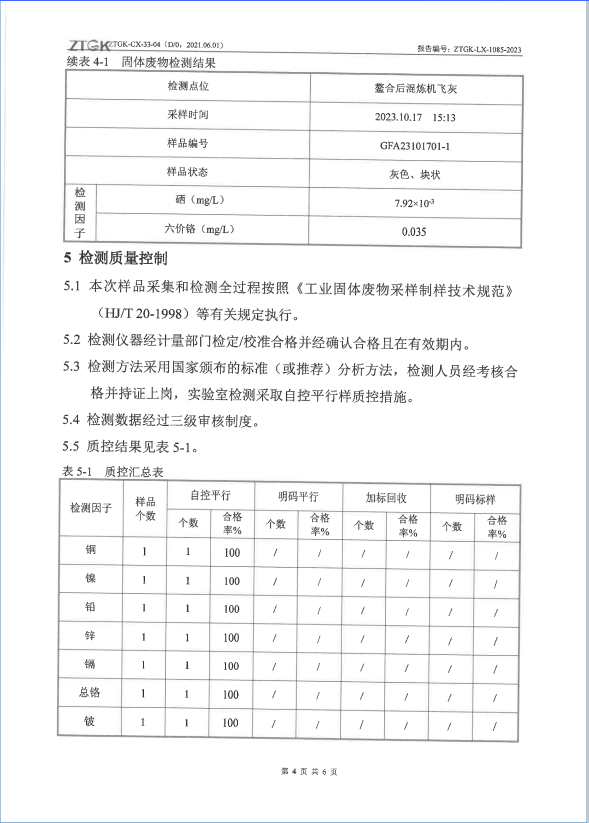 ZTGK ZTGK-CX-33-04（D/0，2021.06.01） 报告编号：ZTGK-LX-1085-2023
续表 4-1 固体废物检测结果
检测点位 鳌合后混炼机飞灰
采样时间 2023.10.17 15:13
样品编号 GFA23101701-1
样品状态 灰色、块状
检测因子 硒（mg/L） 7.92×10⁻³
六价铬（mg/L） 0.035
5 检测质量控制
5.1 本次样品采集和检测全过程按照《工业固体废物采样制样技术规范》
（HJ/T 20-1998）等有关规定执行。
5.2 检测仪器经计量部门检定/校准合格并经确认合格且在有效期内。
5.3 检测方法采用国家颁布的标准（或推荐）分析方法，检测人员经考核合
格并持证上岗，实验室检测采取自控平行样质控措施。
5.4 检测数据经过三级审核制度。
5.5 质控结果见表 5-1。
表 5-1 质控汇总表
检测因子 样品个数 自控平行 明码平行 加标回收 明码标样
个数 合格率% 个数 合格率% 个数 合格率% 个数 合格率%
铜 1 1 100 / / / / / /
镍 1 1 100 / / / / / /
铅 1 1 100 / / / / / /
锌 1 1 100 / / / / / /
镉 1 1 100 / / / / / /
总铬 1 1 100 / / / / / /
铍 1 1 100 / / / / / /
第 4 页 共 6 页